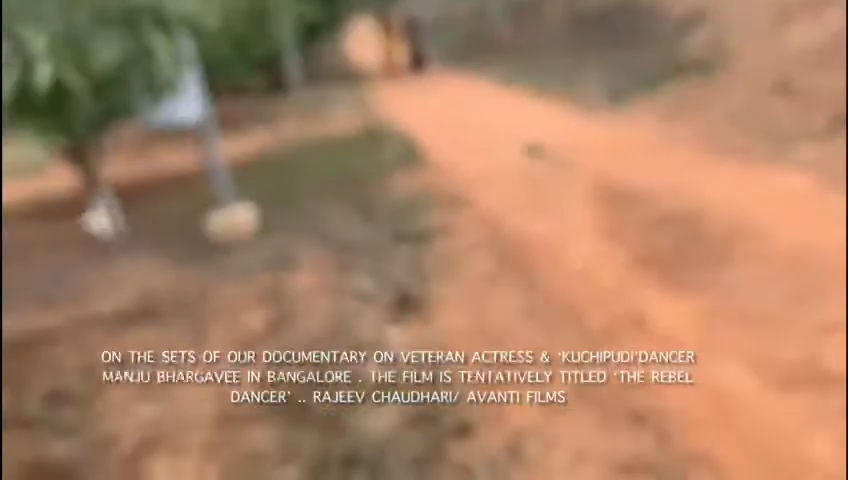 ON THE SETS OF OUR DOCUMENTARY ON VETERAN ACTRESS & 'KUCHIPUDI'DANCER
MANJU BHARGAVEE IN BANGALORE . THE FILM IS TENTATIVELY TITLED 'THE REBEL
DANCER' .. RAJEEV CHAUDHARI/ AVANTI FILMS